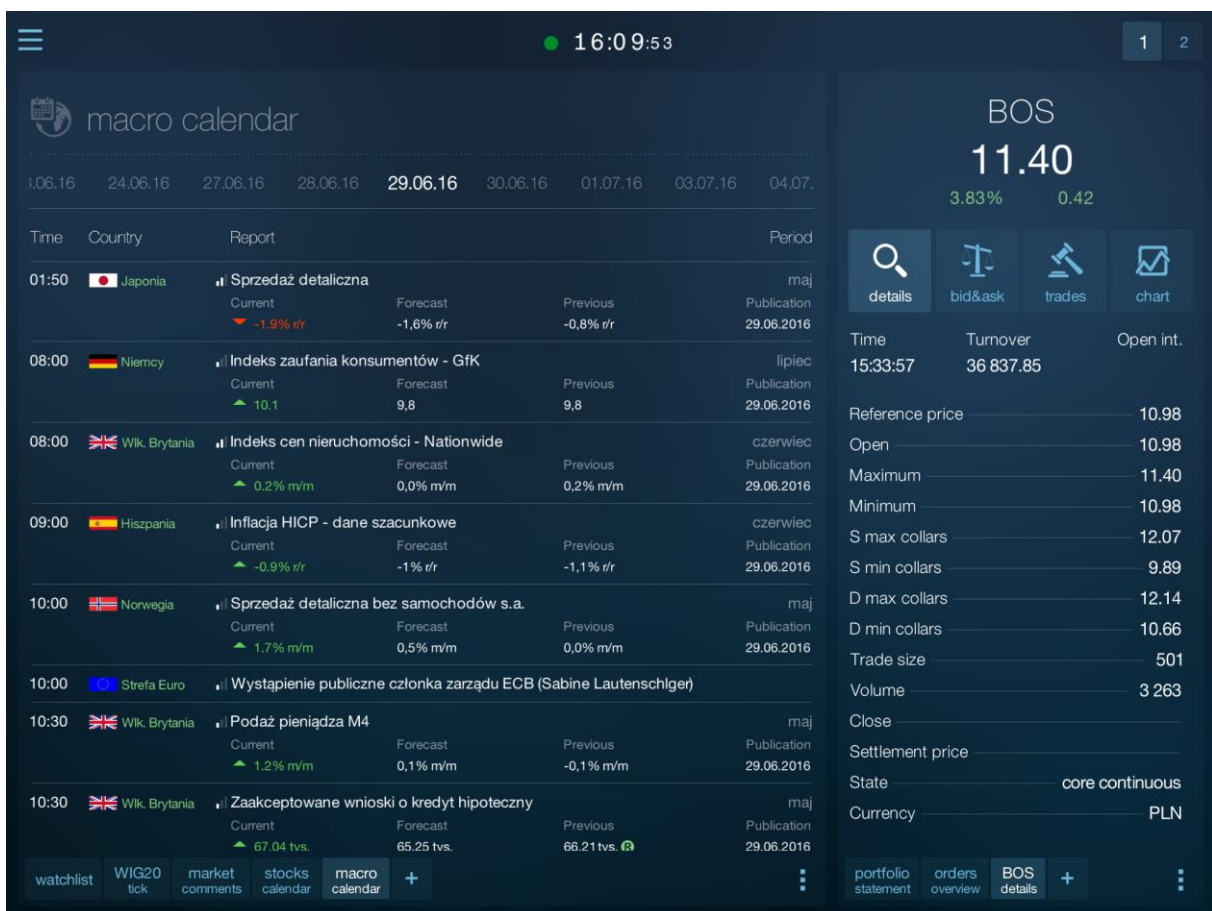 16:09:53
1 2
macro calendar
24.06.16 27.06.16 28.06.16 29.06.16 30.06.16 01.07.16 03.07.16 04.07.
Time Country Report Period
01:50 Japonia Sprzedaż detaliczna maj
Current Forecast Previous Publication
-1.9% r/r -1,6% r/r -0,8% r/r 29.06.2016
08:00 Niemcy Indeks zaufania konsumentów - GfK lipiec
Current Forecast Previous Publication
10.1 9,8 9,8 29.06.2016
08:00 Wlk. Brytania Indeks cen nieruchomości - Nationwide czerwiec
Current Forecast Previous Publication
0.2% m/m 0,0% m/m 0,2% m/m 29.06.2016
09:00 Hiszpania Inflacja HICP - dane szacunkowe czerwiec
Current Forecast Previous Publication
-0.9% r/r -1% r/r -1,1% r/r 29.06.2016
10:00 Norwegia Sprzedaż detaliczna bez samochodów s.a. maj
Current Forecast Previous Publication
1.7% m/m 0,5% m/m 0,0% m/m 29.06.2016
10:00 Strefa Euro Wystąpienie publiczne członka zarządu ECB (Sabine Lautenschlger)
10:30 Wlk. Brytania Podaż pieniądza M4 maj
Current Forecast Previous Publication
1.2% m/m 0,1% m/m -0,1% m/m 29.06.2016
10:30 Wlk. Brytania Zaakceptowane wnioski o kredyt hipoteczny maj
Current Forecast Previous Publication
67.04 tys. 65.25 tys. 66.21 tys. R 29.06.2016
watchlist WIG20 tick market comments stocks calendar macro calendar +
BOS
11.40
3.83% 0.42
details bid&ask trades chart
Time Turnover Open int.
15:33:57 36 837.85
Reference price 10.98
Open 10.98
Maximum 11.40
Minimum 10.98
S max collars 12.07
S min collars 9.89
D max collars 12.14
D min collars 10.66
Trade size 501
Volume 3 263
Close
Settlement price
State core continuous
Currency PLN
portfolio statement orders overview BOS details +